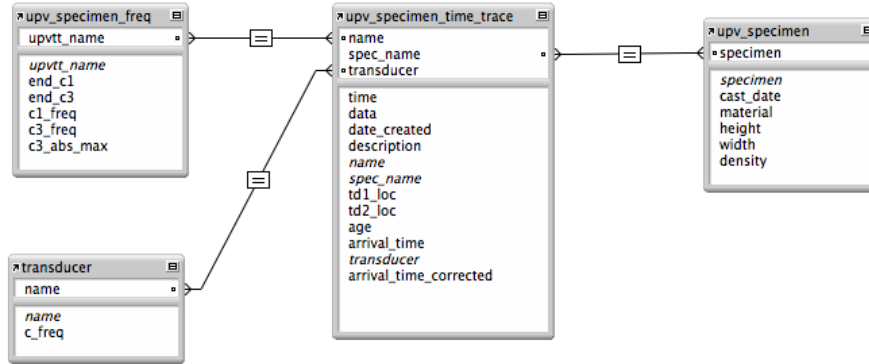 upv_specimen_freq
upvtt_name
upvtt_name
end_c1
end_c3
c1_freq
c3_freq
c3_abs_max
upv_specimen_time_trace
name
spec_name
transducer
time
data
date_created
description
name
spec_name
td1_loc
td2_loc
age
arrival_time
transducer
arrival_time_corrected
upv_specimen
specimen
specimen
cast_date
material
height
width
density
transducer
name
name
c_freq